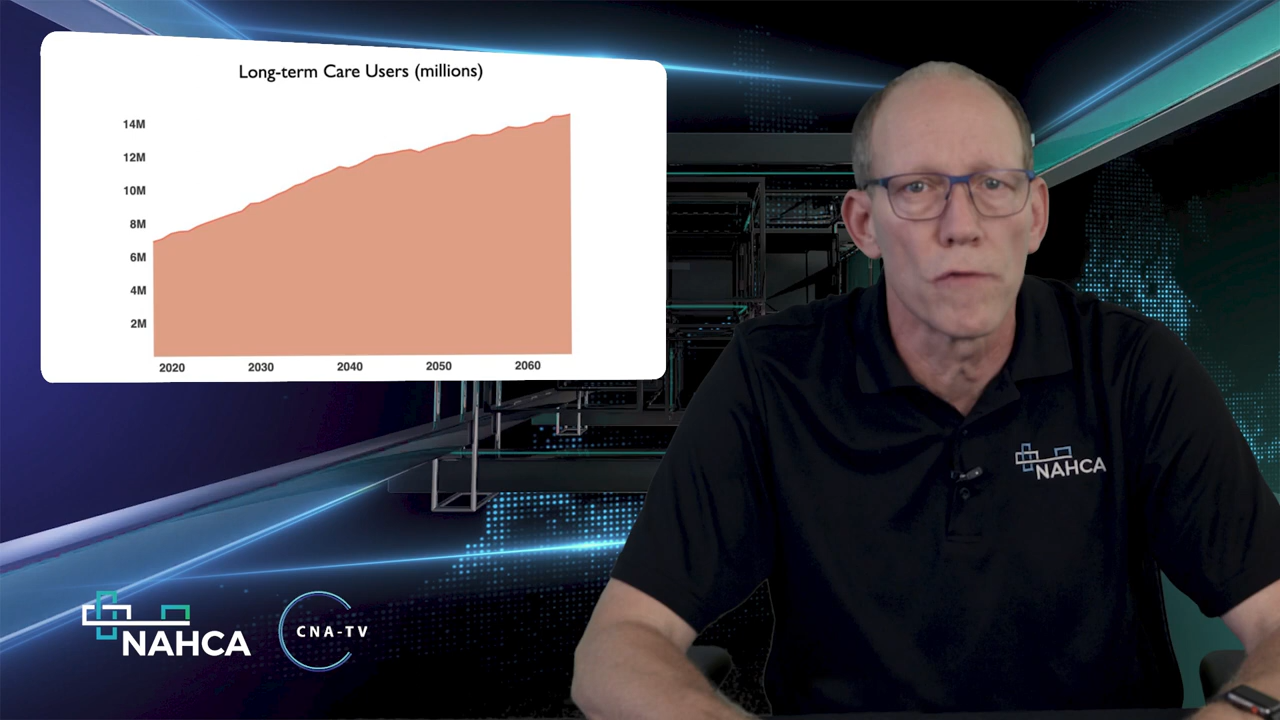 Long-term Care Users (millions)
14M
12M
10M
8M
6M
4M
2M
2020 2030 2040 2050 2060
NAHCA
NAHCA
CNA-TV